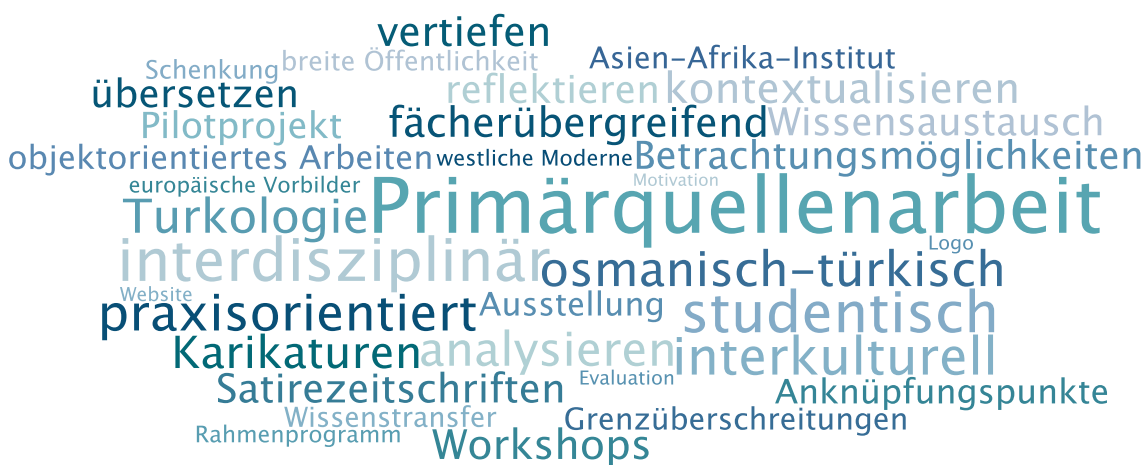 vertiefen
breite Öffentlichkeit
Asien-Afrika-Institut
Schenkung
übersetzen
reflektieren
kontextualisieren
Pilotprojekt
fächerübergreifend
Wissensaustausch
objektorientiertes Arbeiten
westliche Moderne
Betrachtungsmöglichkeiten
europäische Vorbilder
Motivation
Turkologie
Primärquellenarbeit
Logo
interdisziplinär
osmanisch-türkisch
Website
praxisorientiert
Ausstellung
studentisch
Karikaturen
analysieren
interkulturell
Satirezeitschriften
Evaluation
Anknüpfungspunkte
Wissenstransfer
Grenzüberschreitungen
Rahmenprogramm
Workshops